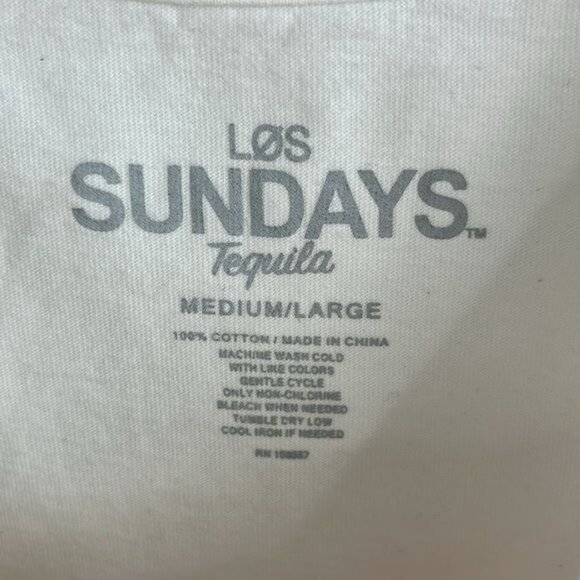 LØS
SUNDAYS™
Tequila
MEDIUM/LARGE
100% COTTON / MADE IN CHINA
MACHINE WASH COLD
WITH LIKE COLORS
GENTLE CYCLE
ONLY NON-CHLORINE
BLEACH WHEN NEEDED
TUMBLE DRY LOW
COOL IRON IF NEEDED
RN